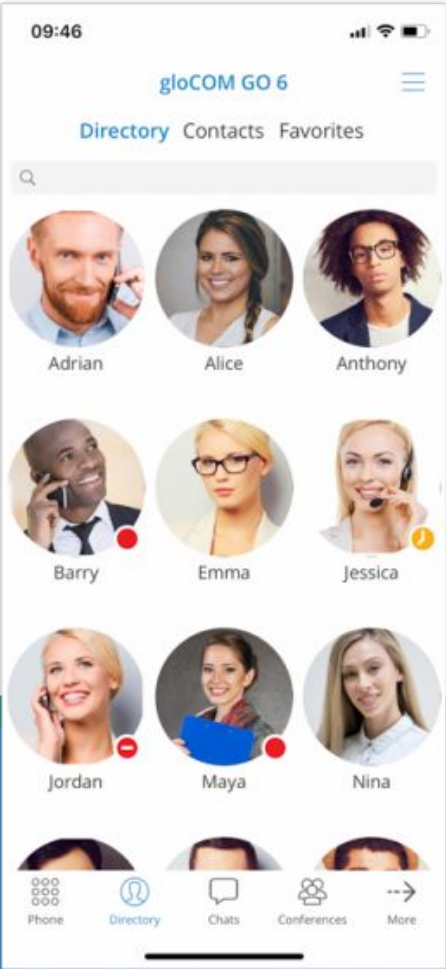 09:46
gloCOM GO 6
Directory Contacts Favorites
Adrian Alice Anthony
Barry Emma Jessica
Jordan Maya Nina
Phone Directory Chats Conferences More